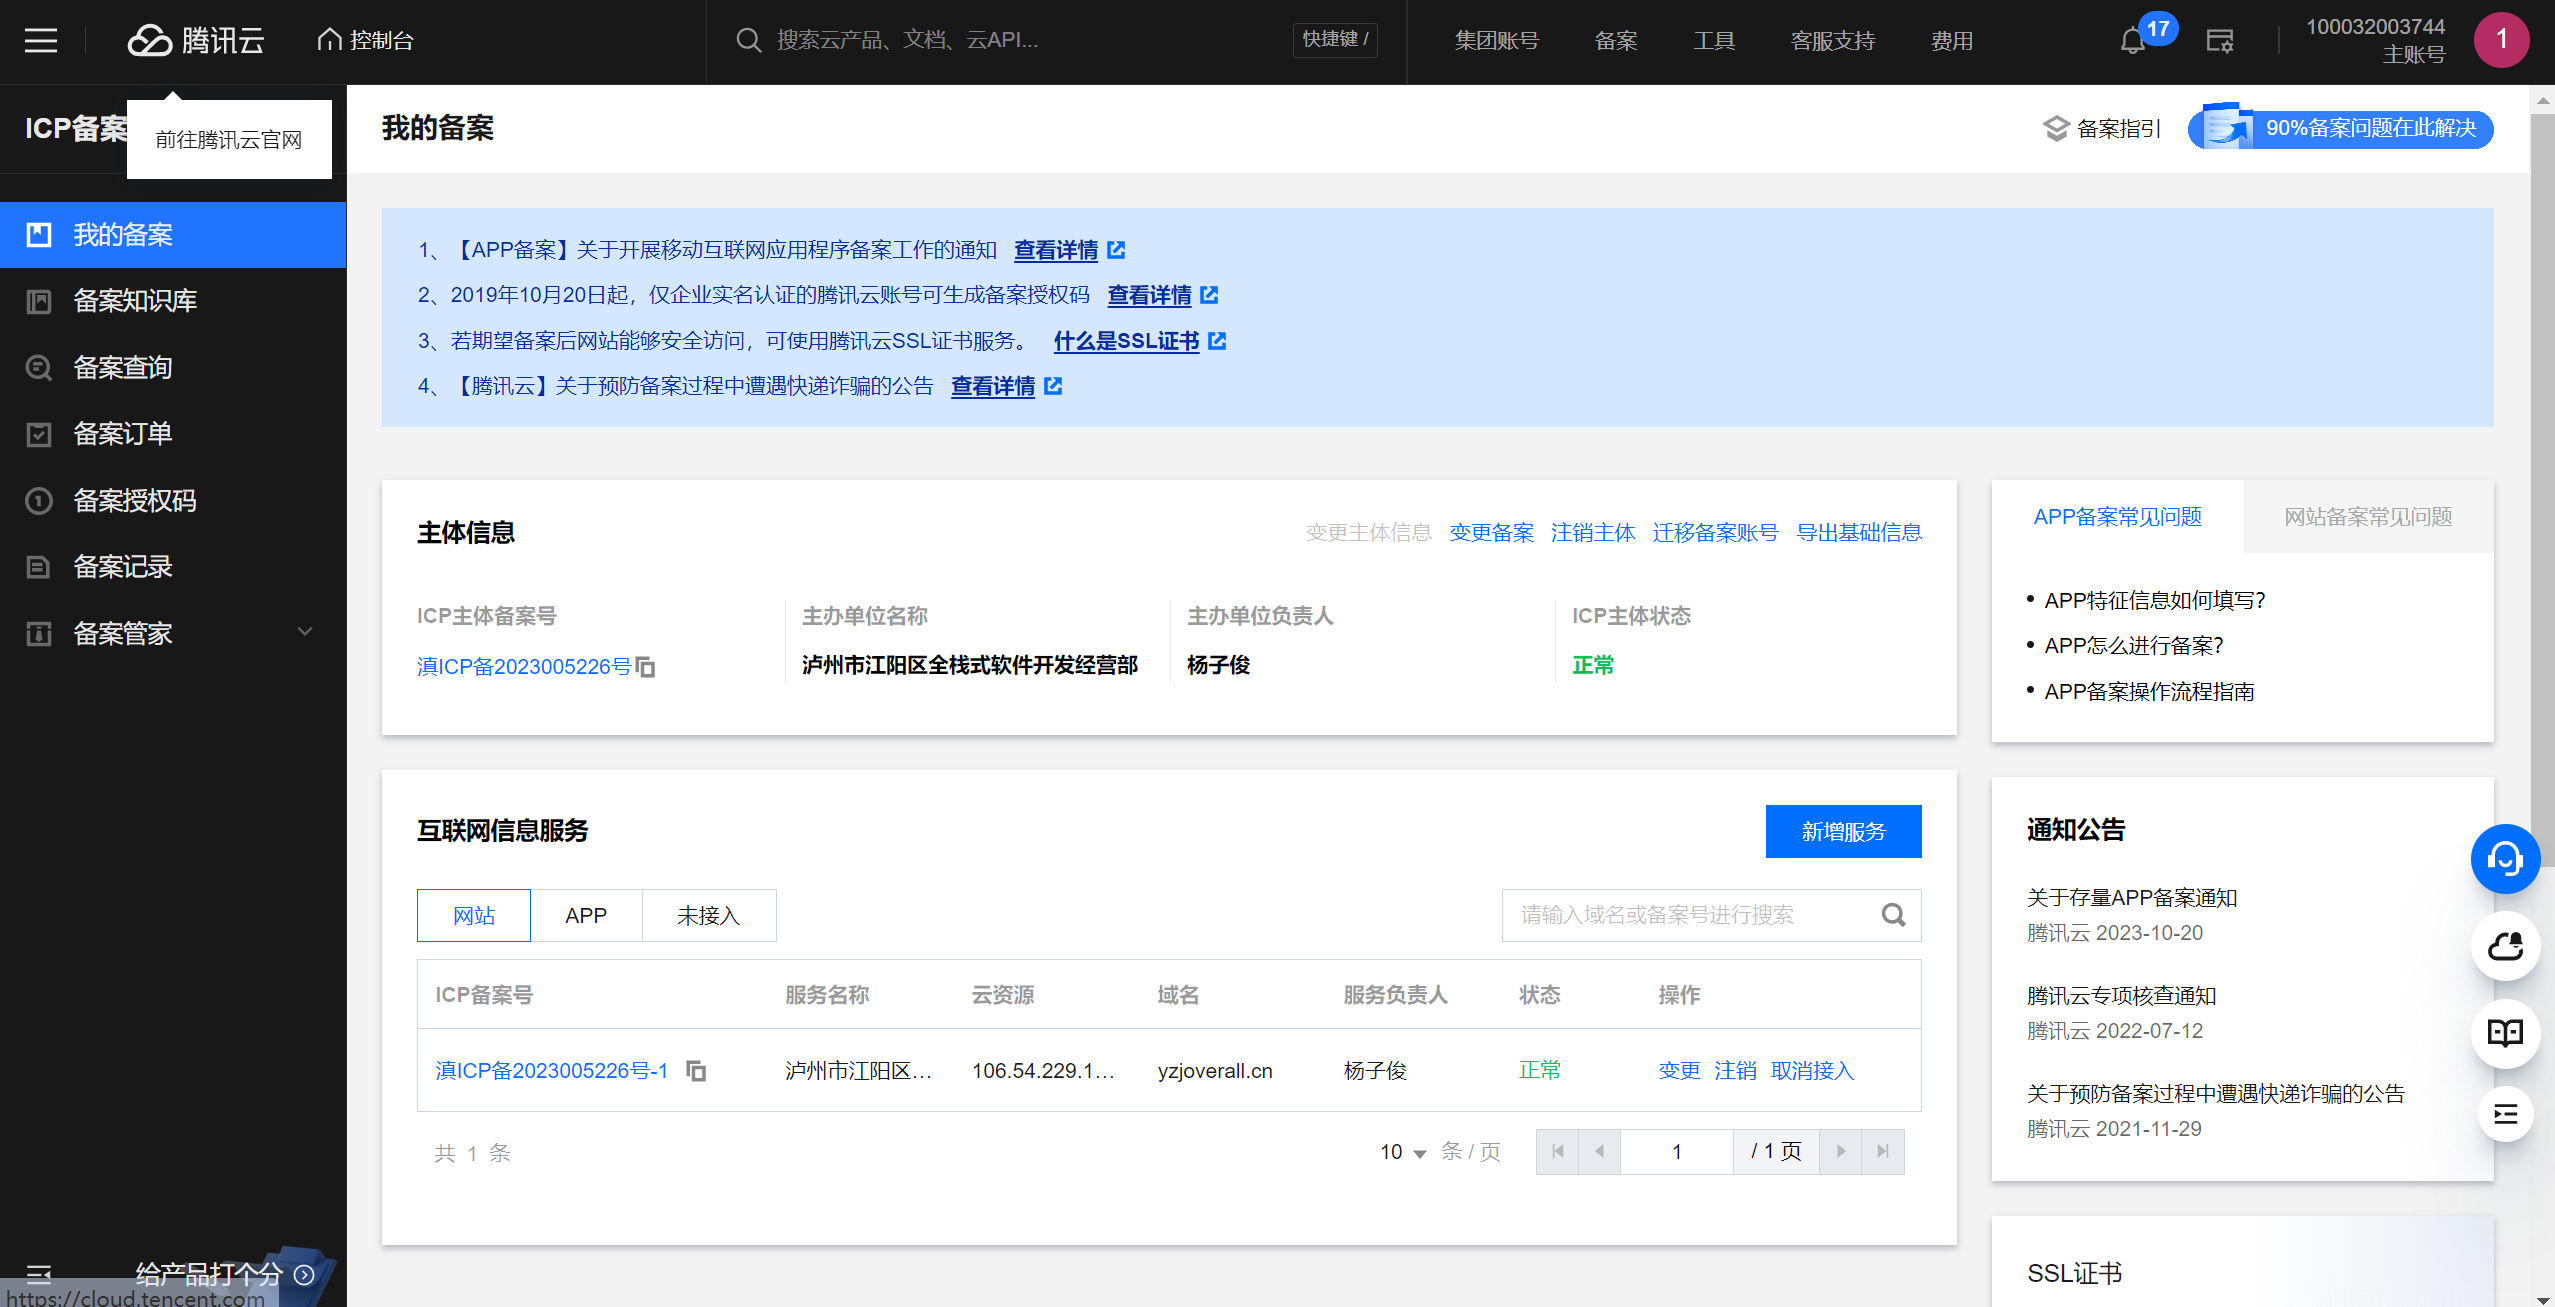 腾讯云
控制台
搜索云产品、文档、云API...
快捷键 /
集团账号
备案
工具
客服支持
费用
17
100032003744
主账号
1
ICP备案
前往腾讯云官网
我的备案
备案知识库
备案查询
备案订单
备案授权码
备案记录
备案管家
给产品打个分
https://cloud.tencent.com
我的备案
备案指引
90%备案问题在此解决
1、【APP备案】关于开展移动互联网应用程序备案工作的通知 查看详情
2、2019年10月20日起，仅企业实名认证的腾讯云账号可生成备案授权码 查看详情
3、若期望备案后网站能够安全访问，可使用腾讯云SSL证书服务。 什么是SSL证书
4、【腾讯云】关于预防备案过程中遭遇快递诈骗的公告 查看详情
主体信息
变更主体信息 变更备案 注销主体 迁移备案账号 导出基础信息
ICP主体备案号 主办单位名称 主办单位负责人 ICP主体状态
滇ICP备2023005226号 泸州市江阳区全栈式软件开发经营部 杨子俊 正常
互联网信息服务
新增服务
网站 APP 未接入
请输入域名或备案号进行搜索
ICP备案号 服务名称 云资源 域名 服务负责人 状态 操作
滇ICP备2023005226号-1 泸州市江阳区... 106.54.229.1... yzjoverall.cn 杨子俊 正常 变更 注销 取消接入
共 1 条
10 条 / 页
1 / 1 页
APP备案常见问题 网站备案常见问题
• APP特征信息如何填写？
• APP怎么进行备案？
• APP备案操作流程指南
通知公告
关于存量APP备案通知
腾讯云 2023-10-20
腾讯云专项核查通知
腾讯云 2022-07-12
关于预防备案过程中遭遇快递诈骗的公告
腾讯云 2021-11-29
SSL证书